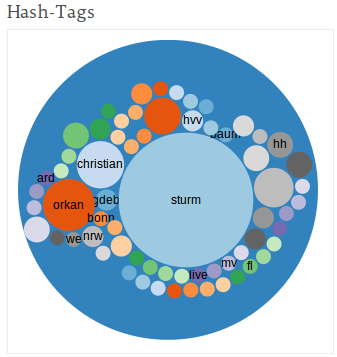 Hash-Tags
hvv
baum
hh
christian
ard
sturm
orkan
gdeb
bonn
we
nrw
mv
fl
live